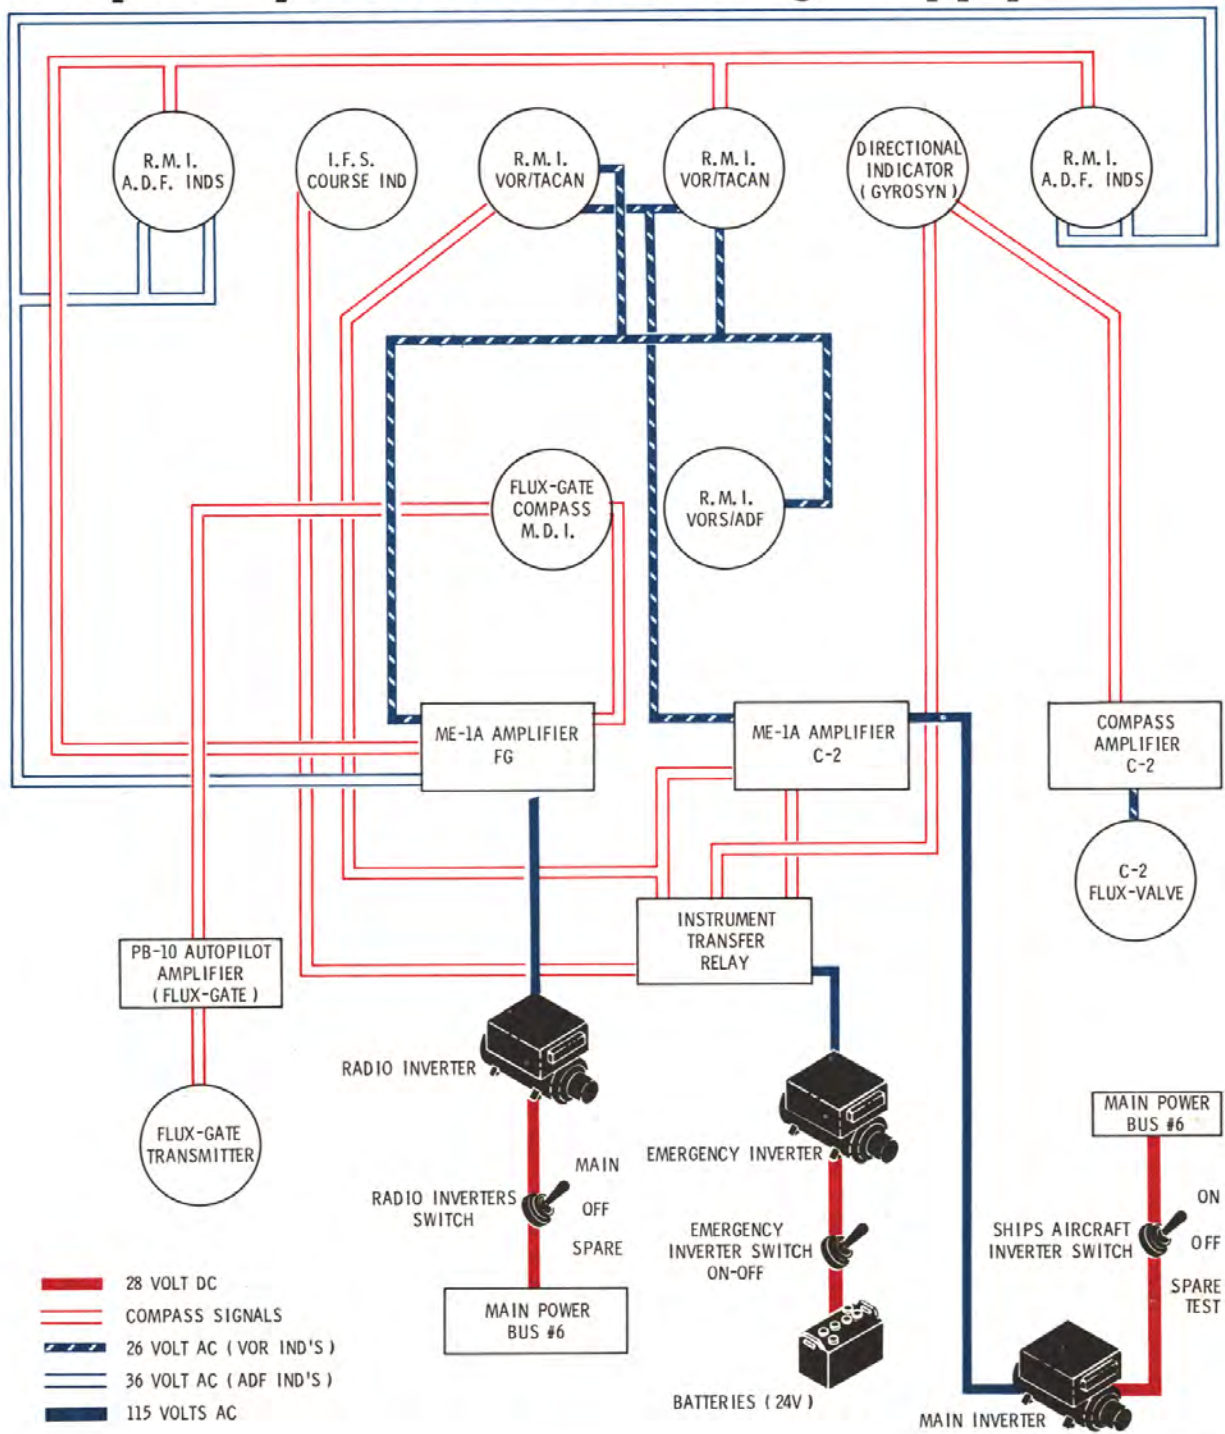 R.M.I.
A.D.F. INDS
I.F.S.
COURSE IND
R.M.I.
VOR/TACAN
R.M.I.
VOR/TACAN
DIRECTIONAL
INDICATOR
(GYROSYN)
R.M.I.
A.D.F. INDS
FLUX-GATE
COMPASS
M.D.I.
R.M.I.
VORS/ADF
ME-1A AMPLIFIER
FG
ME-1A AMPLIFIER
C-2
COMPASS
AMPLIFIER
C-2
C-2
FLUX-VALVE
INSTRUMENT
TRANSFER
RELAY
PB-10 AUTOPILOT
AMPLIFIER
(FLUX-GATE)
RADIO INVERTER
FLUX-GATE
TRANSMITTER
EMERGENCY INVERTER
MAIN POWER
BUS #6
MAIN
OFF
SPARE
RADIO INVERTERS
SWITCH
EMERGENCY
INVERTER SWITCH
ON-OFF
SHIPS AIRCRAFT
INVERTER SWITCH
ON
OFF
SPARE
TEST
MAIN POWER
BUS #6
BATTERIES (24V)
MAIN INVERTER
28 VOLT DC
COMPASS SIGNALS
26 VOLT AC (VOR IND'S)
36 VOLT AC (ADF IND'S)
115 VOLTS AC